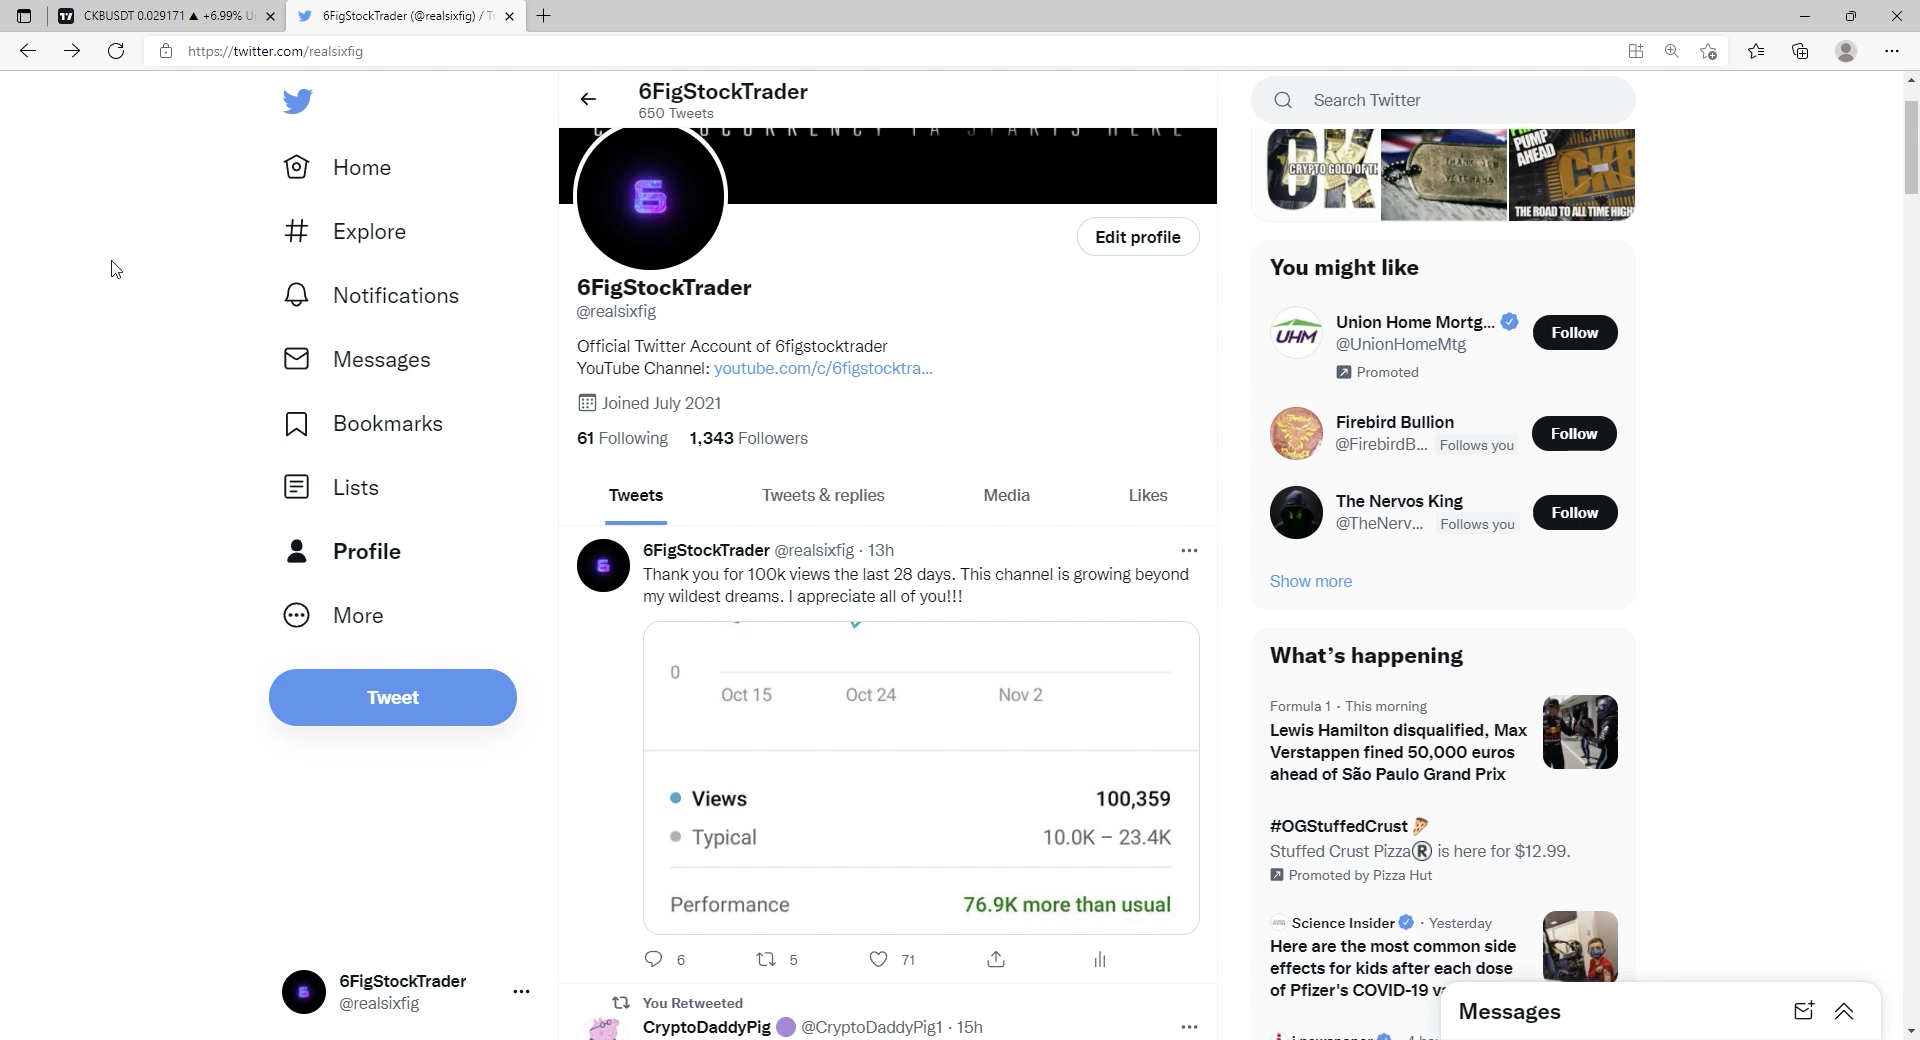 CKBUSDT 0.029171 ▲ +6.99%
6FigStockTrader (@realsixfig) /
https://twitter.com/realsixfig
6FigStockTrader
650 Tweets
Search Twitter
STARTS HERE
CRYPTO GOLD OF TH
THANK YOU
VETERANS
PUMP
AHEAD
CKB
THE ROAD TO ALL TIME HIGH
Home
Explore
Notifications
Messages
Bookmarks
Lists
Profile
More
Tweet
6FigStockTrader
@realsixfig
6
Edit profile
6FigStockTrader
@realsixfig
Official Twitter Account of 6figstocktrader
YouTube Channel: youtube.com/c/6figstocktra...
Joined July 2021
61 Following 1,343 Followers
Tweets Tweets & replies Media Likes
6FigStockTrader @realsixfig · 13h
Thank you for 100k views the last 28 days. This channel is growing beyond
my wildest dreams. I appreciate all of you!!!
0
Oct 15 Oct 24 Nov 2
Views 100,359
Typical 10.0K – 23.4K
Performance 76.9K more than usual
6 5 71
You Retweeted
CryptoDaddyPig 🟣 @CryptoDaddyPig1 · 15h
You might like
UHM
Union Home Mortg...
@UnionHomeMtg
Promoted
Follow
Firebird Bullion
@FirebirdB... Follows you
Follow
The Nervos King
@TheNerv... Follows you
Follow
Show more
What's happening
Formula 1 · This morning
Lewis Hamilton disqualified, Max
Verstappen fined 50,000 euros
ahead of São Paulo Grand Prix
#OGStuffedCrust 🍕
Stuffed Crust Pizza® is here for $12.99.
Promoted by Pizza Hut
Science Insider · Yesterday
Here are the most common side
effects for kids after each dose
of Pfizer's COVID-19
Messages